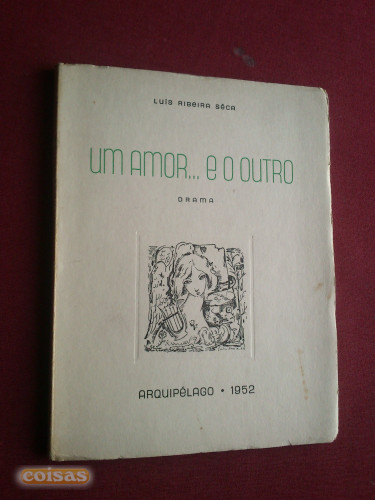 LUÍS RIBEIRA SÊCA
UM AMOR... E O OUTRO
DRAMA
ARQUIPÉLAGO • 1952
coisas